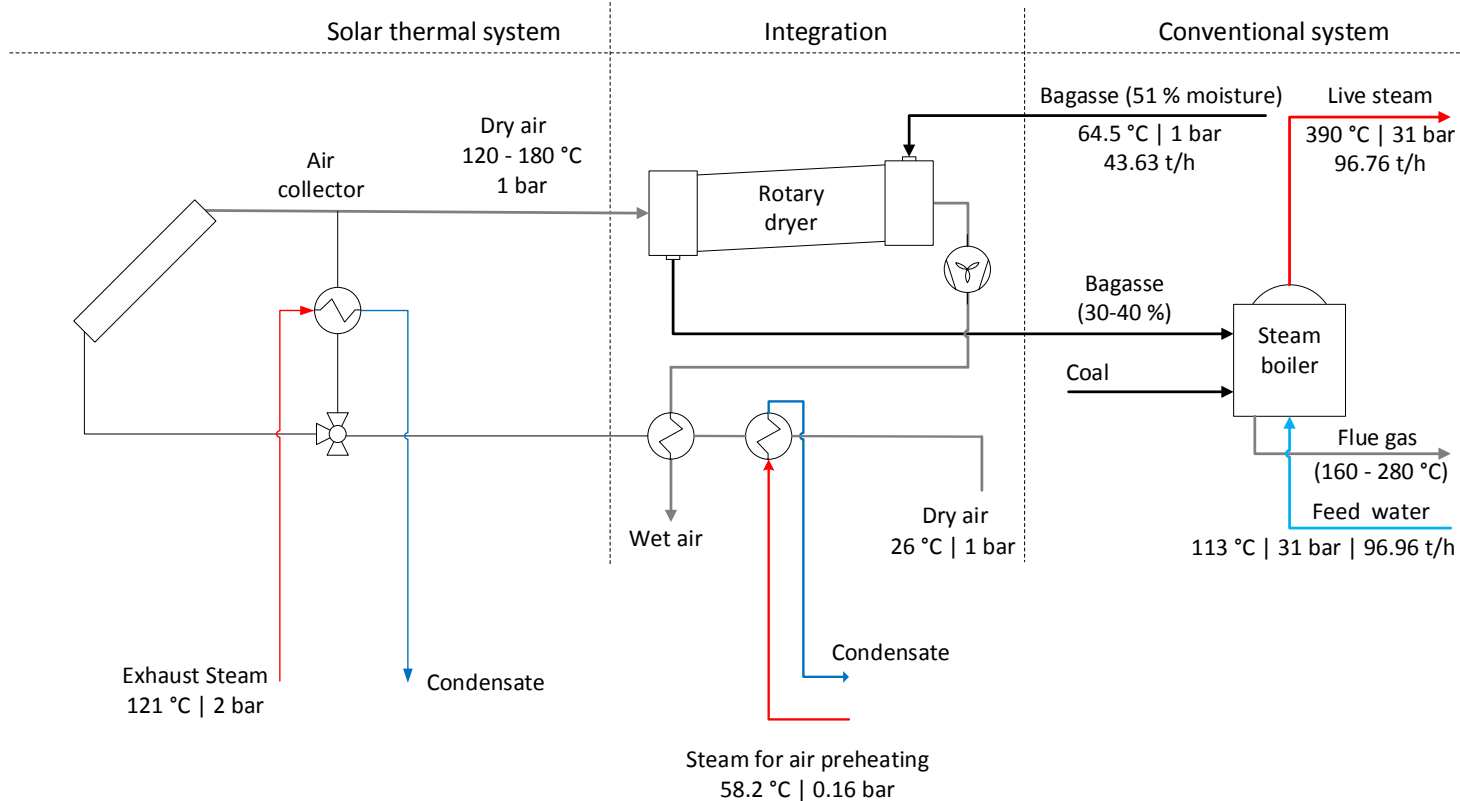 Solar thermal system
Integration
Conventional system
Bagasse (51 % moisture)
64.5 °C | 1 bar
43.63 t/h
Live steam
390 °C | 31 bar
96.76 t/h
Dry air
120 - 180 °C
1 bar
Air
collector
Rotary
dryer
Bagasse
(30-40 %)
Steam
boiler
Coal
Flue gas
(160 - 280 °C)
Feed water
113 °C | 31 bar | 96.96 t/h
Wet air
Dry air
26 °C | 1 bar
Exhaust Steam
121 °C | 2 bar
Condensate
Condensate
Steam for air preheating
58.2 °C | 0.16 bar